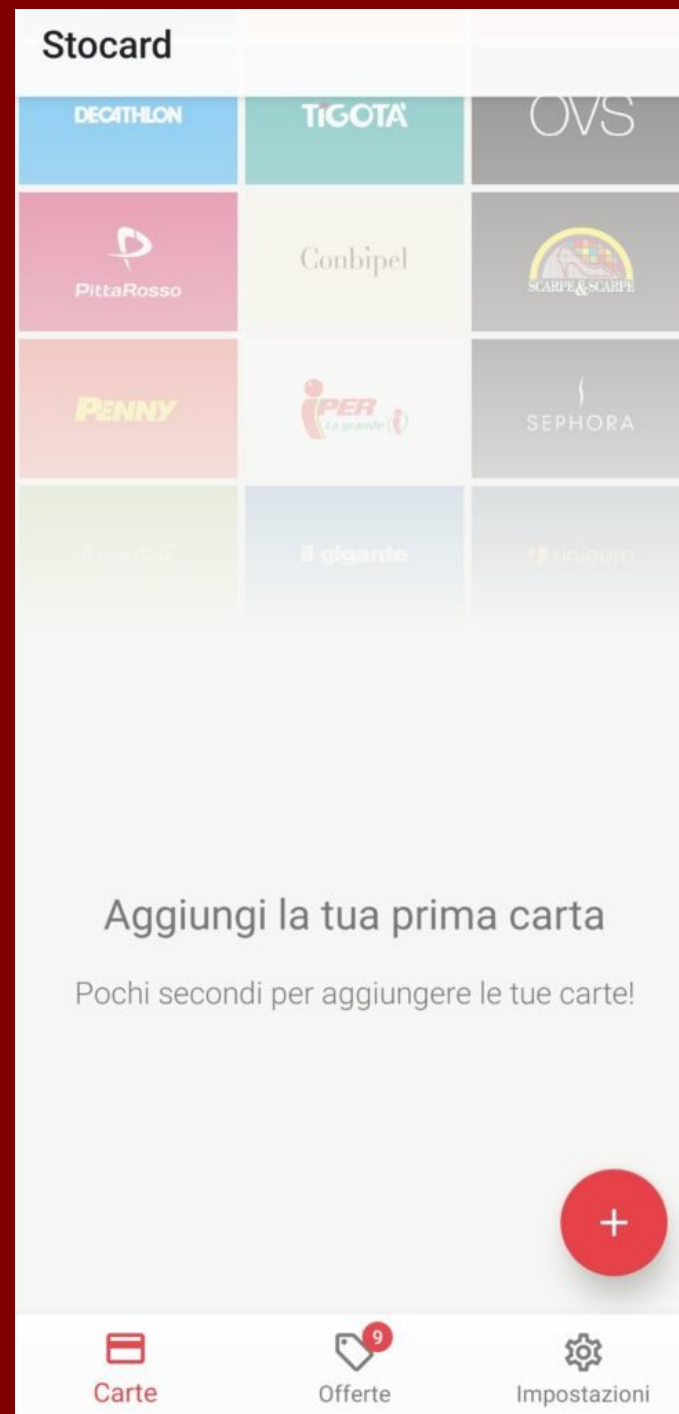 Stocard
DECATHLON
TIGOTA'
OVS
PittaRosso
Conbipel
SCARPE&SCARPE
PENNY
iPER
La grande i
SEPHORA
il gigante
unieuro
Aggiungi la tua prima carta
Pochi secondi per aggiungere le tue carte!
+
9
Carte
Offerte
Impostazioni